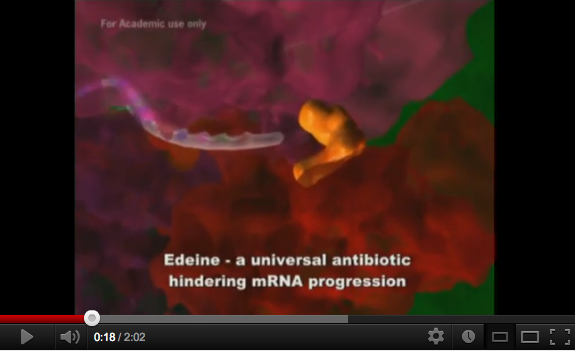 For Academic use only
Edeine - a universal antibiotic
hindering mRNA progression
0:18 / 2:02